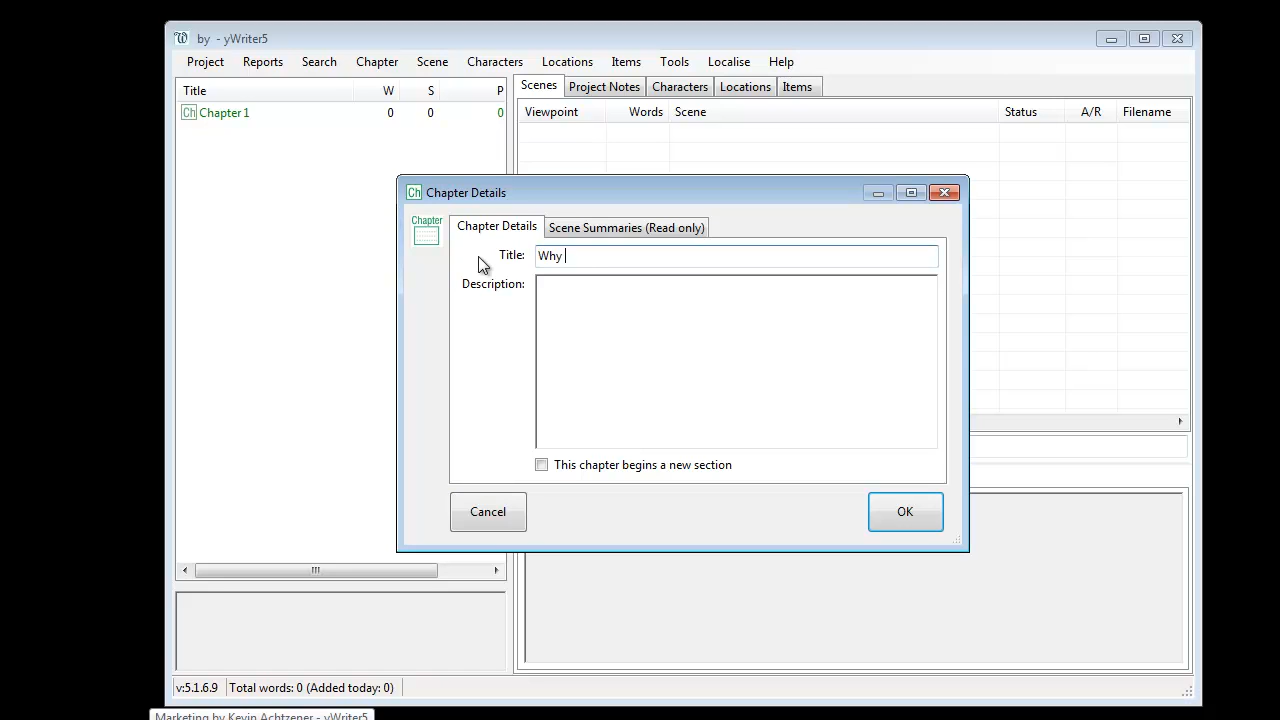 by - yWriter5
Project Reports Search Chapter Scene Characters Locations Items Tools Localise Help
Title W S P
Ch Chapter 1 0 0 0
Scenes Project Notes Characters Locations Items
Viewpoint Words Scene Status A/R Filename
Ch Chapter Details
Chapter
Chapter Details Scene Summaries (Read only)
Title: Why
Description:
This chapter begins a new section
Cancel OK
v:5.1.6.9 Total words: 0 (Added today: 0)
Marketing by Kevin Achtzener - yWriter5